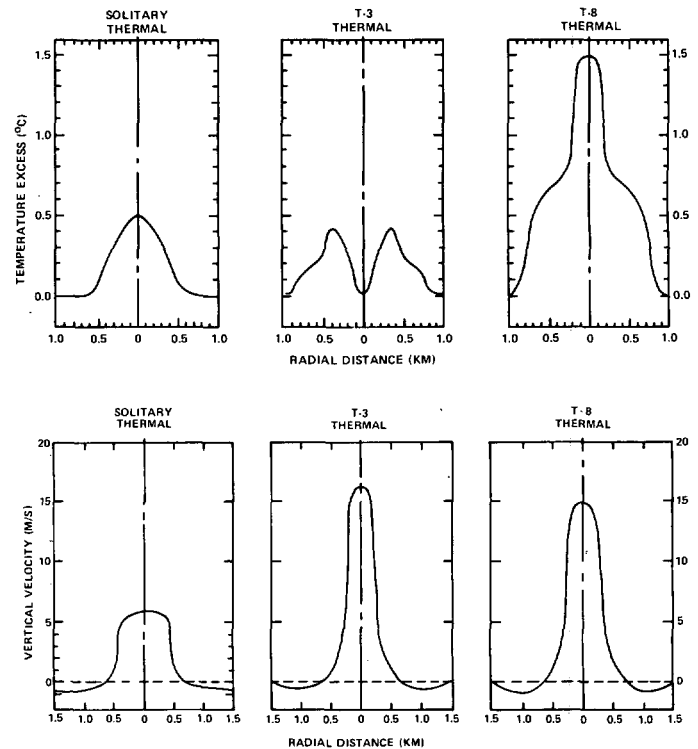 SOLITARY THERMAL
T-3 THERMAL
T-8 THERMAL
TEMPERATURE EXCESS (°C)
1.5
1.0
0.5
0.0
1.5
1.0
0.5
0.0
1.0 0.5 0 0.5 1.0
1.0 0.5 0 0.5 1.0
1.0 0.5 0 0.5 1.0
RADIAL DISTANCE (KM)
SOLITARY THERMAL
T-3 THERMAL
T-8 THERMAL
VERTICAL VELOCITY (M/S)
20
15
10
5
0
20
15
10
5
0
1.5 1.0 0.5 0 0.5 1.0 1.5
1.5 1.0 0.5 0 0.5 1.0 1.5
1.5 1.0 0.5 0 0.5 1.0 1.5
RADIAL DISTANCE (KM)